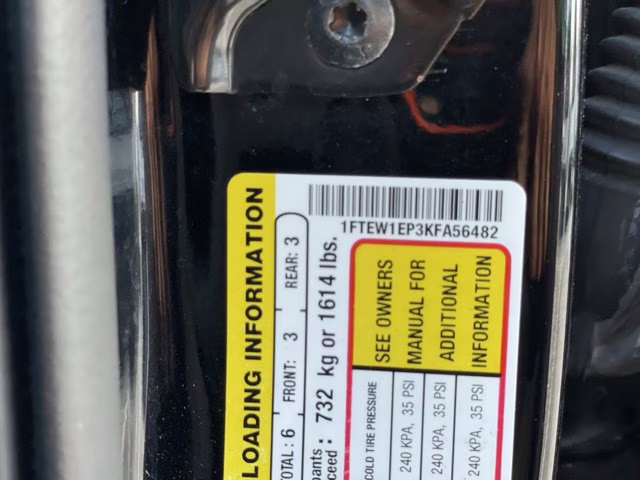 LOADING INFORMATION
TOTAL: 6 FRONT: 3 REAR: 3
732 kg or 1614 lbs.
1FTEW1EP3KFA56482
SEE OWNERS
MANUAL FOR
ADDITIONAL
INFORMATION
COLD TIRE PRESSURE
240 KPA, 35 PSI
240 KPA, 35 PSI
240 KPA, 35 PSI